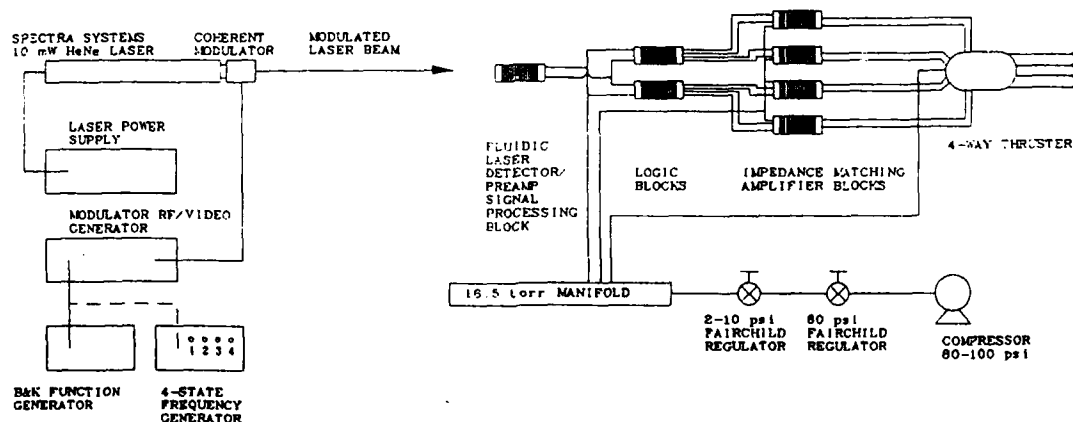 SPECTRA SYSTEMS
10 mW HeNe LASER
COHERENT
MODULATOR
MODULATED
LASER BEAM
LASER POWER
SUPPLY
MODULATOR RF/VIDEO
GENERATOR
1 2 3 4
B&K FUNCTION
GENERATOR
4-STATE
FREQUENCY
GENERATOR
4-WAY THRUSTER
FLUIDIC
LASER
DETECTOR/
PREAMP
SIGNAL
PROCESSING
BLOCK
LOGIC
BLOCKS
IMPEDANCE MATCHING
AMPLIFIER BLOCKS
16.5 torr MANIFOLD
2-10 psi
FAIRCHILD
REGULATOR
60 psi
FAIRCHILD
REGULATOR
COMPRESSOR
80-100 psi